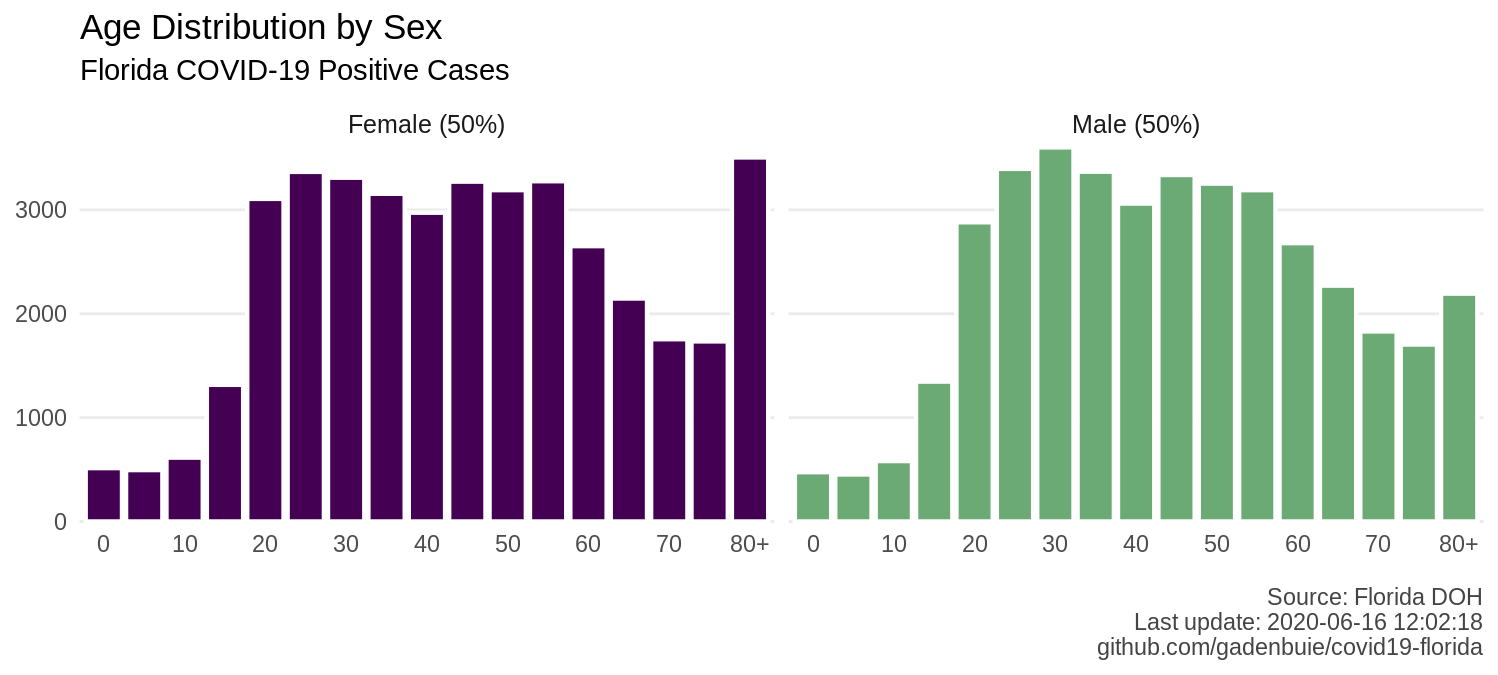 Age Distribution by Sex
Florida COVID-19 Positive Cases
Female (50%)
Male (50%)
3000
2000
1000
0
0 10 20 30 40 50 60 70 80+
0 10 20 30 40 50 60 70 80+
Source: Florida DOH
Last update: 2020-06-16 12:02:18
github.com/gadenbuie/covid19-florida